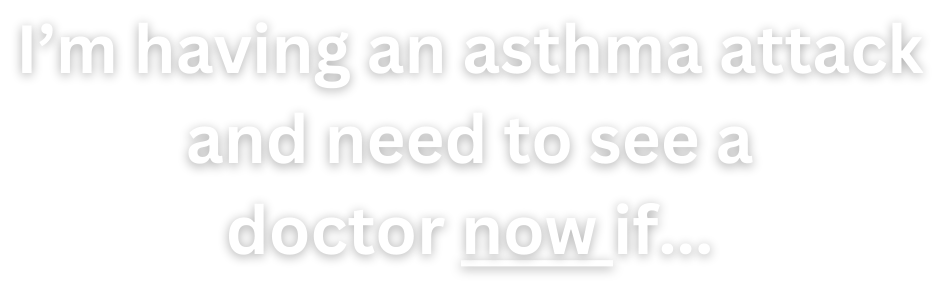 I’m having an asthma attack
and need to see a
doctor now if...